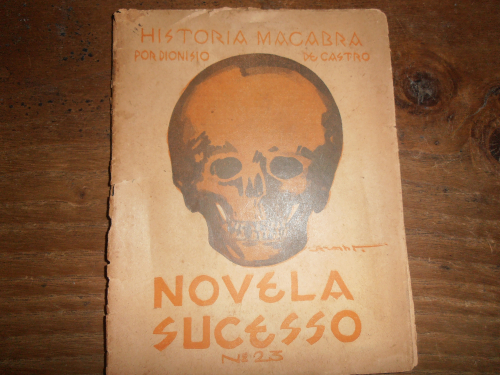 HISTORIA MACABRA
POR DIONISIO DE CASTRO
NOVELA
SUCESSO
Nº 23